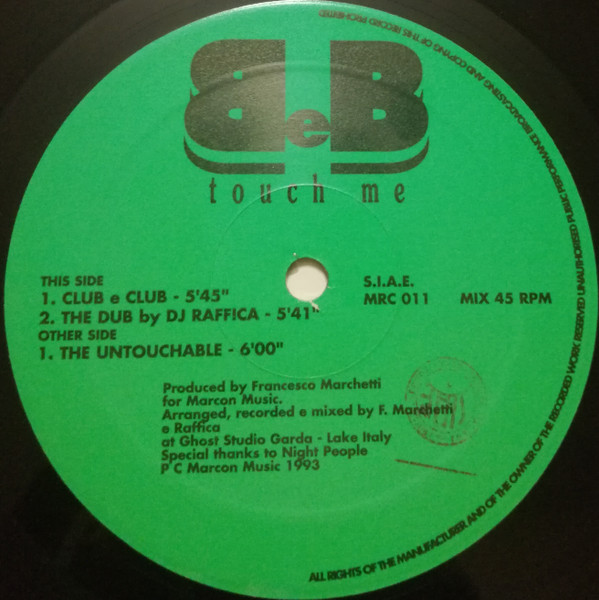 BeB
touch me
THIS SIDE
1. CLUB e CLUB - 5'45"
2. THE DUB by DJ RAFFICA - 5'41"
OTHER SIDE
1. THE UNTOUCHABLE - 6'00"
S.I.A.E.
MRC 011 MIX 45 RPM
Produced by Francesco Marchetti
for Marcon Music.
Arranged, recorded e mixed by F. Marchetti
e Raffica
at Ghost Studio Garda - Lake Italy
Special thanks to Night People
P C Marcon Music 1993
ALL RIGHTS OF THE MANUFACTURER AND OF THE OWNER OF THE RECORDED WORK RESERVED UNAUTHORISED PUBLIC PERFORMANCE BROADCASTING AND COPING OF THIS RECORD PROHIBITED